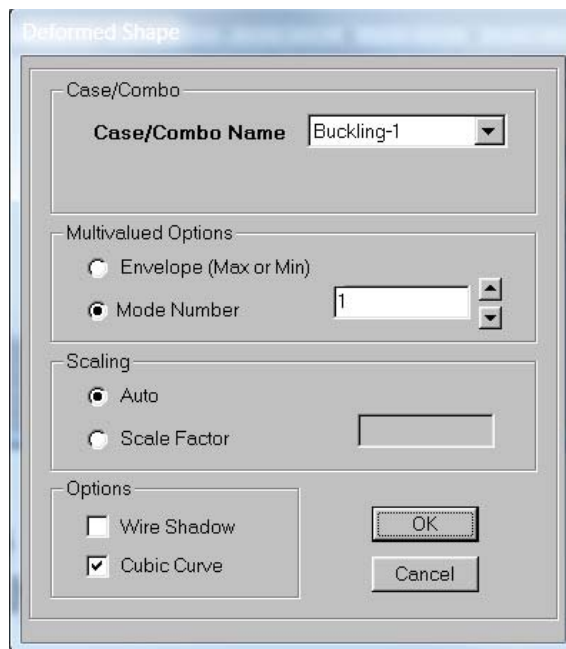 Deformed Shape
Case/Combo
Case/Combo Name Buckling-1
Multivalued Options
Envelope (Max or Min)
Mode Number 1
Scaling
Auto
Scale Factor
Options
Wire Shadow
Cubic Curve
OK
Cancel